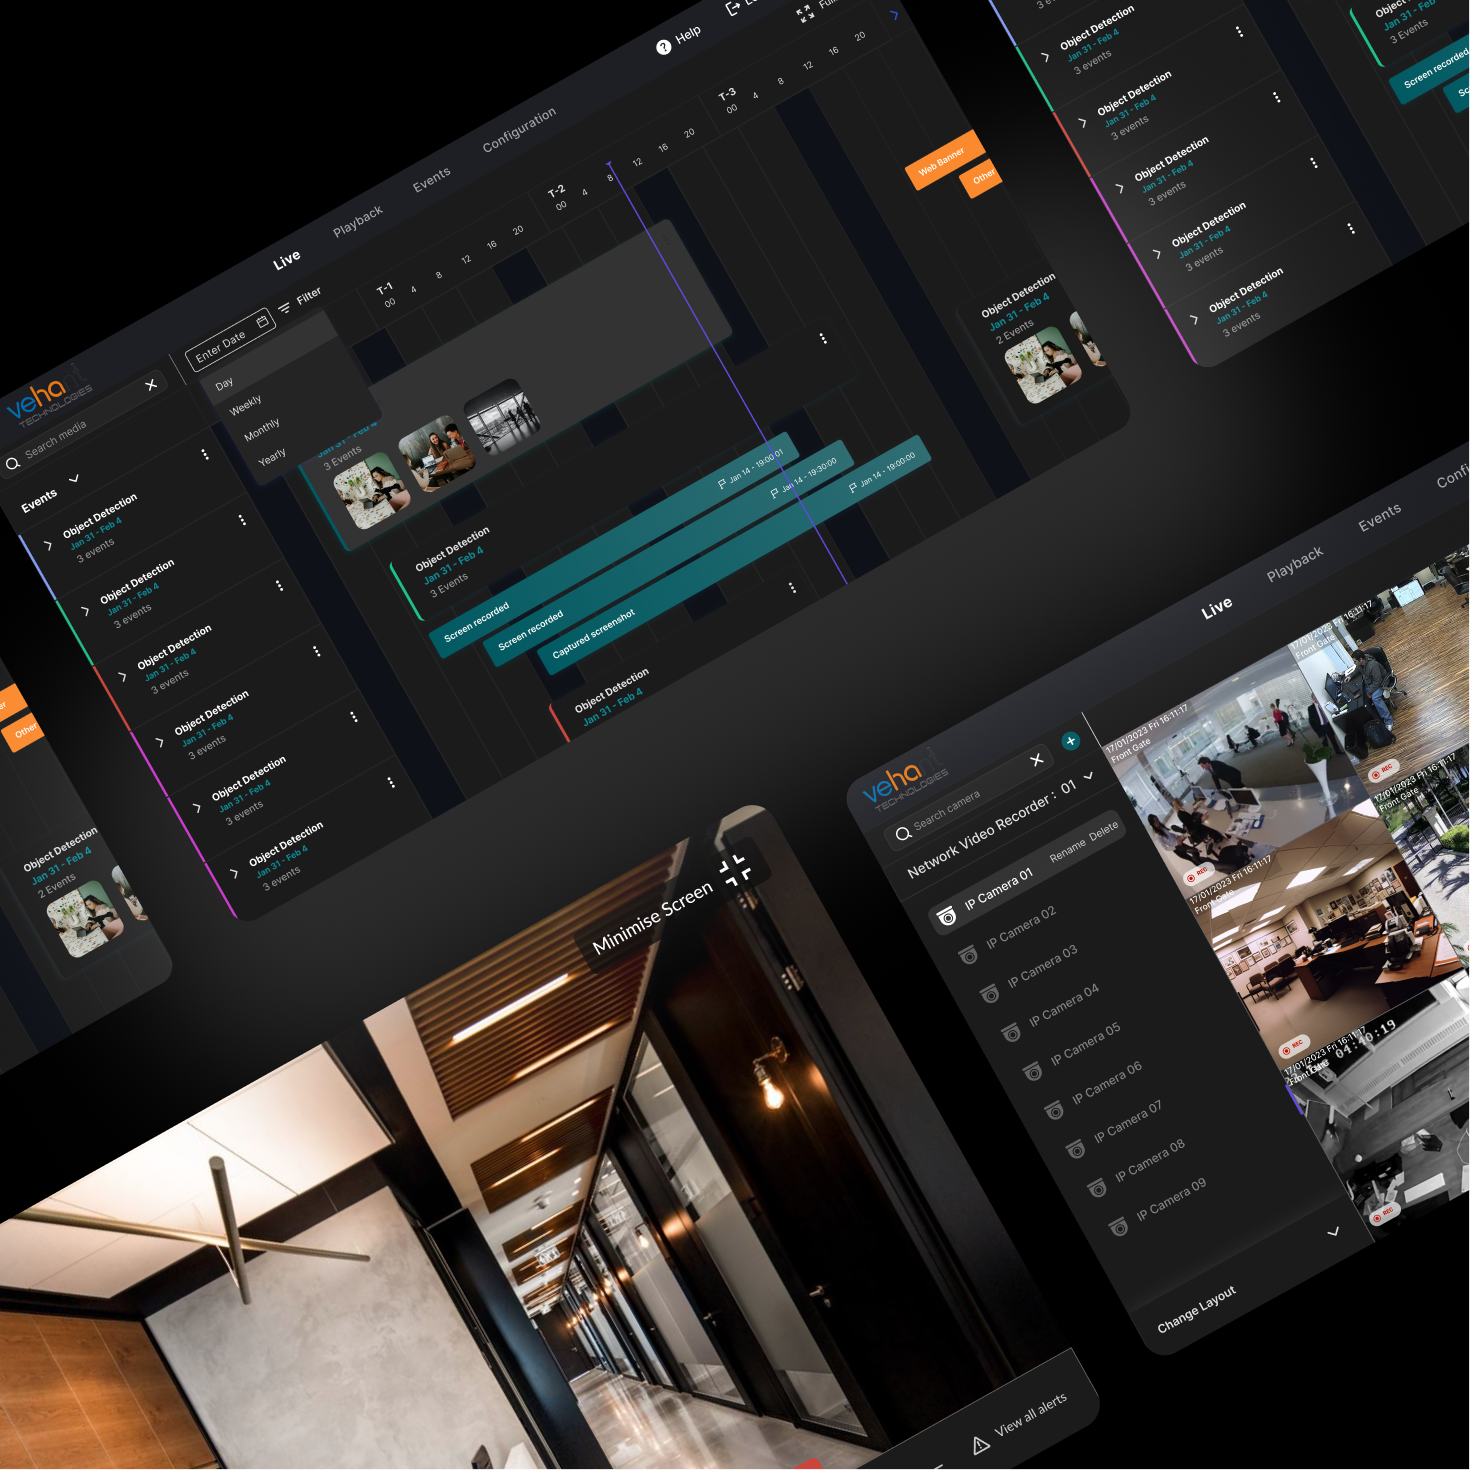 Help
Full
Live
Playback
Events
Configuration
vehant
TECHNOLOGIES
Search media
Enter Date
Filter
Day
Weekly
Monthly
Yearly
T-1
00 4 8 12 16 20
T-2
00 4 8 12 16 20
T-3
00 4 8 12 16 20
Events
Object Detection
Jan 31 - Feb 4
3 events
Object Detection
Jan 31 - Feb 4
3 events
Object Detection
Jan 31 - Feb 4
3 events
Object Detection
Jan 31 - Feb 4
3 events
Object Detection
Jan 31 - Feb 4
3 events
Object Detection
Jan 31 - Feb 4
3 events
Jan 31 - Feb 4
3 Events
Object Detection
Jan 31 - Feb 4
3 Events
Screen recorded
Jan 14 - 19:00:01
Screen recorded
Jan 14 - 19:30:00
Captured screenshot
Jan 14 - 19:00:00
Object Detection
Jan 31 - Feb 4
Web Banner
Other
Object Detection
Jan 31 - Feb 4
2 Events
3 events
Object Detection
Jan 31 - Feb 4
3 events
Object Detection
Jan 31 - Feb 4
3 events
Object Detection
Jan 31 - Feb 4
3 events
Object Detection
Jan 31 - Feb 4
3 events
Object Detection
Jan 31 - Feb 4
3 events
Object
Jan 31 - Feb
3 Events
Screen recorded
Other
Object Detection
Jan 31 - Feb 4
2 Events
Minimise Screen
View all alerts
Live
Playback
Events
vehant
TECHNOLOGIES
Search camera
Network Video Recorder : 01
IP Camera 01
Rename Delete
IP Camera 02
IP Camera 03
IP Camera 04
IP Camera 05
IP Camera 06
IP Camera 07
IP Camera 08
IP Camera 09
Change Layout
17/01/2023 Fri 16:11:17
Front Gate
REC
17/01/2023 Fri 16:11:17
Front Gate
REC
17/01/2023 Fri 16:11:17
Front Gate
REC
17/01/2023 Fri 16:11:17
Front Gate
17/01/2023 Fri 16:11:17
Front Gate
04:40:19
REC